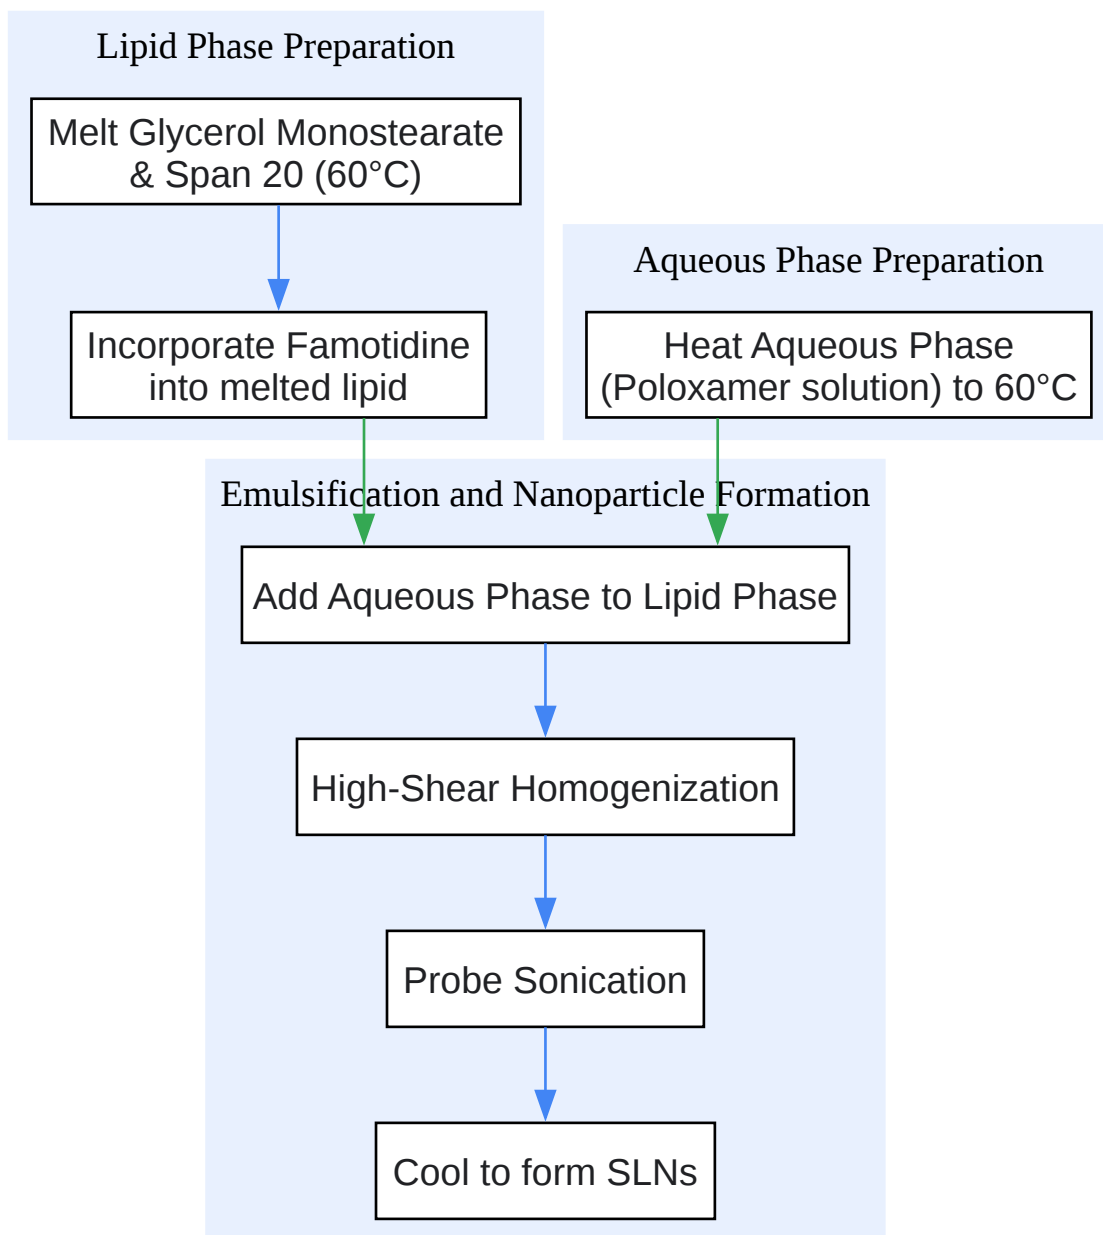 Lipid Phase Preparation
Melt Glycerol Monostearate
& Span 20 (60°C)
Incorporate Famotidine
into melted lipid
Aqueous Phase Preparation
Heat Aqueous Phase
(Poloxamer solution) to 60°C
Emulsification and Nanoparticle Formation
Add Aqueous Phase to Lipid Phase
High-Shear Homogenization
Probe Sonication
Cool to form SLNs